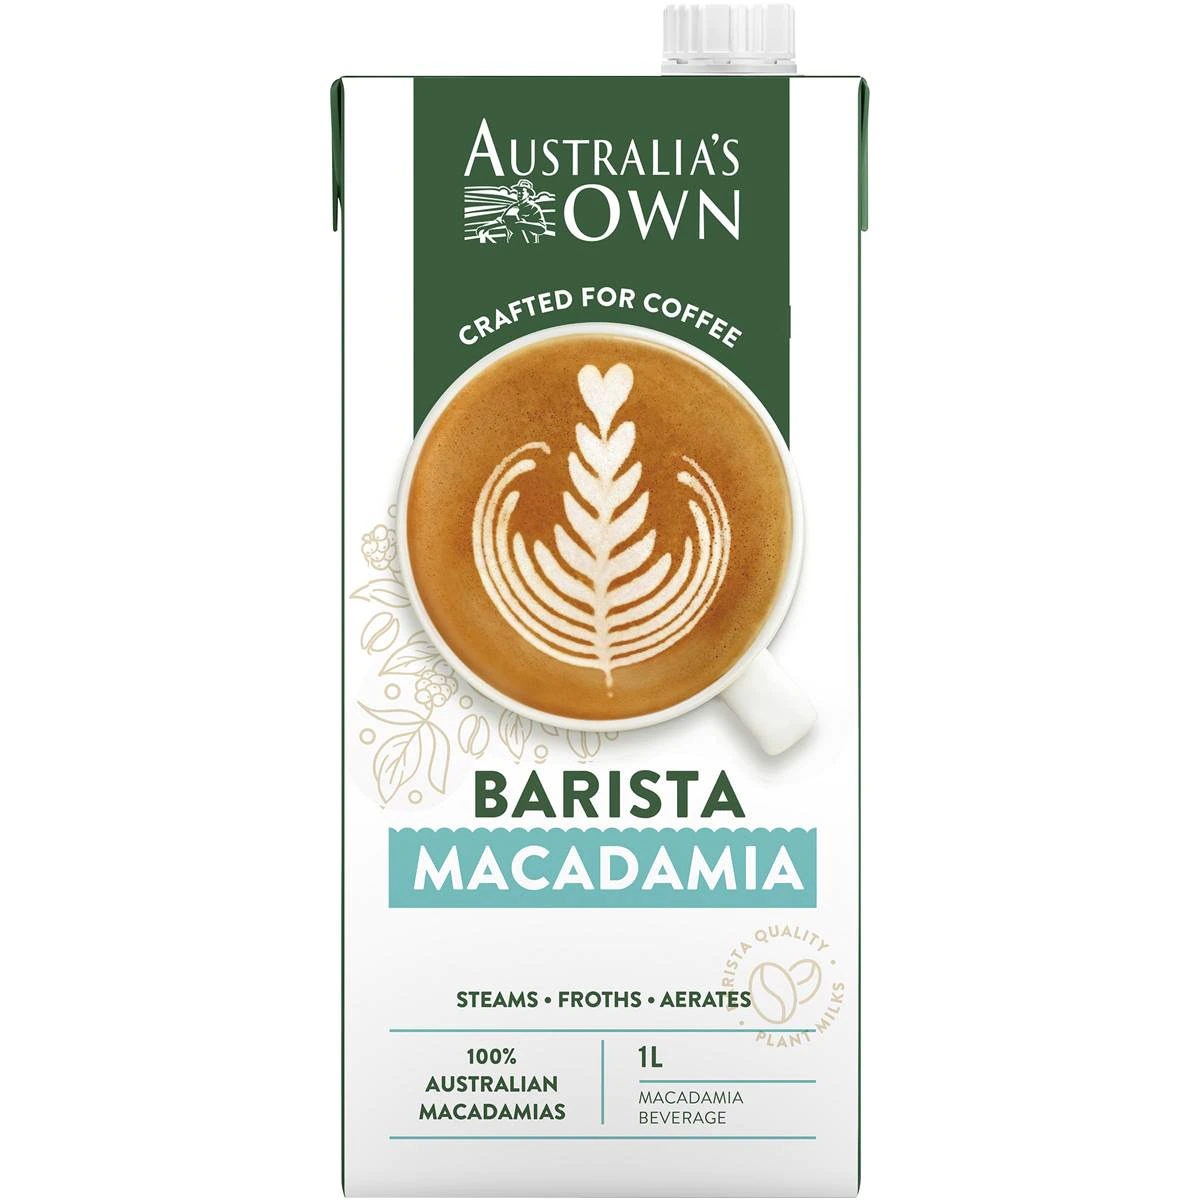 AUSTRALIA'S
OWN
CRAFTED FOR COFFEE
BARISTA
MACADAMIA
BARISTA QUALITY
PLANT MILKS
STEAMS • FROTHS • AERATES
100%
AUSTRALIAN
MACADAMIAS
1L
MACADAMIA
BEVERAGE